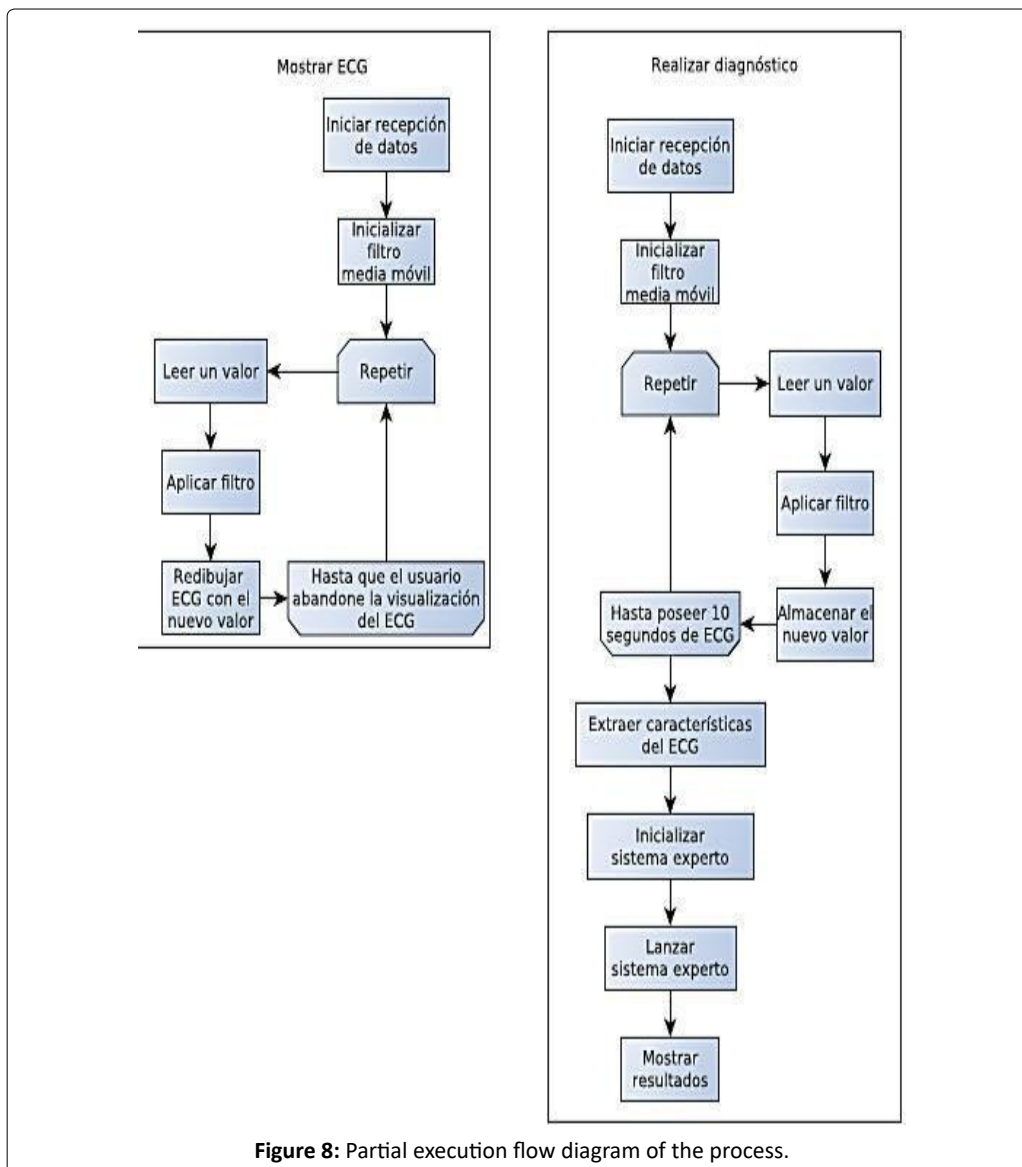 Mostrar ECG
Iniciar recepción
de datos
Inicializar
filtro
media móvil
Repetir
Leer un valor
Aplicar filtro
Redibujar
ECG con el
nuevo valor
Hasta que el usuario
abandone la visualización
del ECG
Realizar diagnóstico
Iniciar recepción
de datos
Inicializar
filtro
media móvil
Repetir
Leer un valor
Aplicar filtro
Almacenar el
nuevo valor
Hasta poseer 10
segundos de ECG
Extraer características
del ECG
Inicializar
sistema experto
Lanzar
sistema experto
Mostrar
resultados
Figure 8: Partial execution flow diagram of the process.